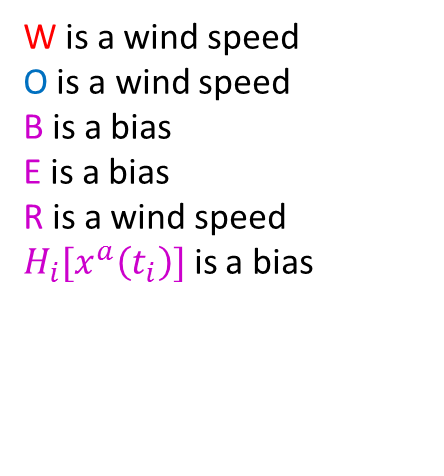 W is a wind speed
O is a wind speed
B is a bias
E is a bias
R is a wind speed
Hᵢ[xᵃ(tᵢ)] is a bias